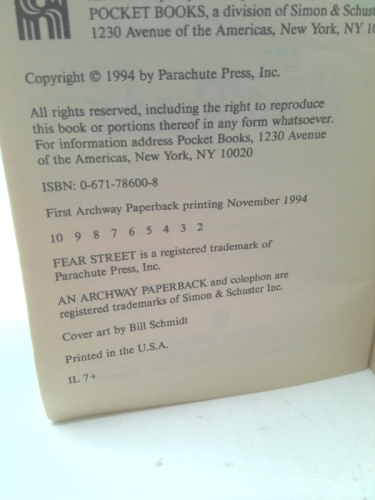 POCKET BOOKS, a division of Simon & Schuster
1230 Avenue of the Americas, New York, NY
Copyright © 1994 by Parachute Press, Inc.
All rights reserved, including the right to reproduce
this book or portions thereof in any form whatsoever.
For information address Pocket Books, 1230 Avenue
of the Americas, New York, NY 10020
ISBN: 0-671-78600-8
First Archway Paperback printing November 1994
10 9 8 7 6 5 4 3 2
FEAR STREET is a registered trademark of
Parachute Press, Inc.
AN ARCHWAY PAPERBACK and colophon are
registered trademarks of Simon & Schuster Inc.
Cover art by Bill Schmidt
Printed in the U.S.A.
IL 7+